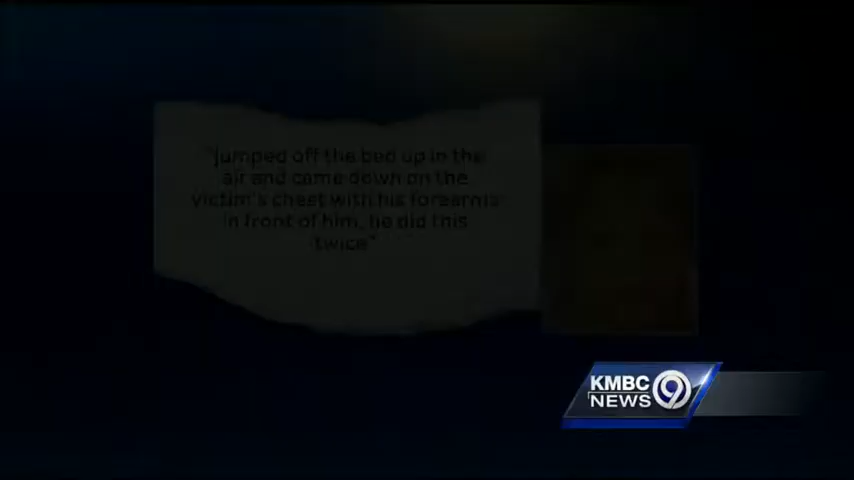 "jumped off the bed up in the
air and came down on the
victim's chest with his forearms
in front of him, he did this
twice"
KMBC 9
NEWS